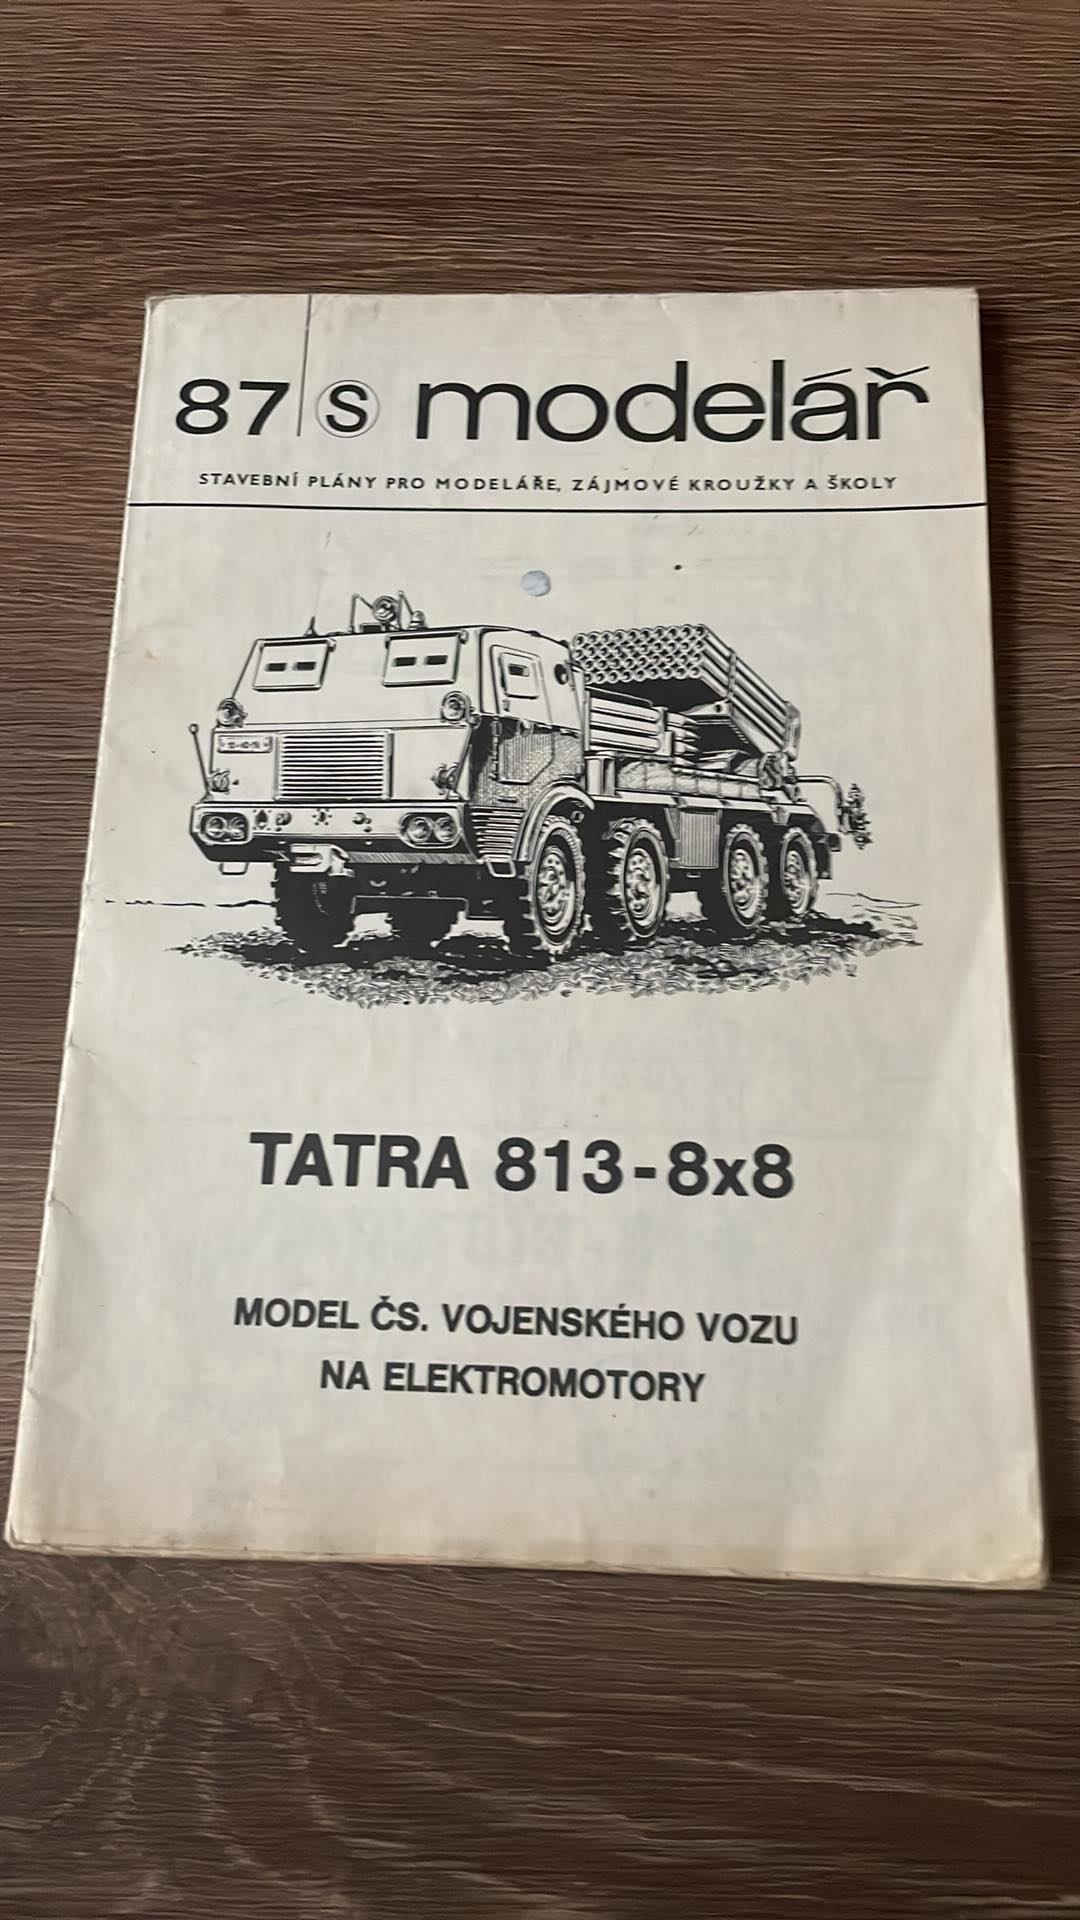 87 S modelář
STAVEBNÍ PLÁNY PRO MODELÁŘE, ZÁJMOVÉ KROUŽKY A ŠKOLY
TATRA 813-8x8
MODEL ČS. VOJENSKÉHO VOZU
NA ELEKTROMOTORY